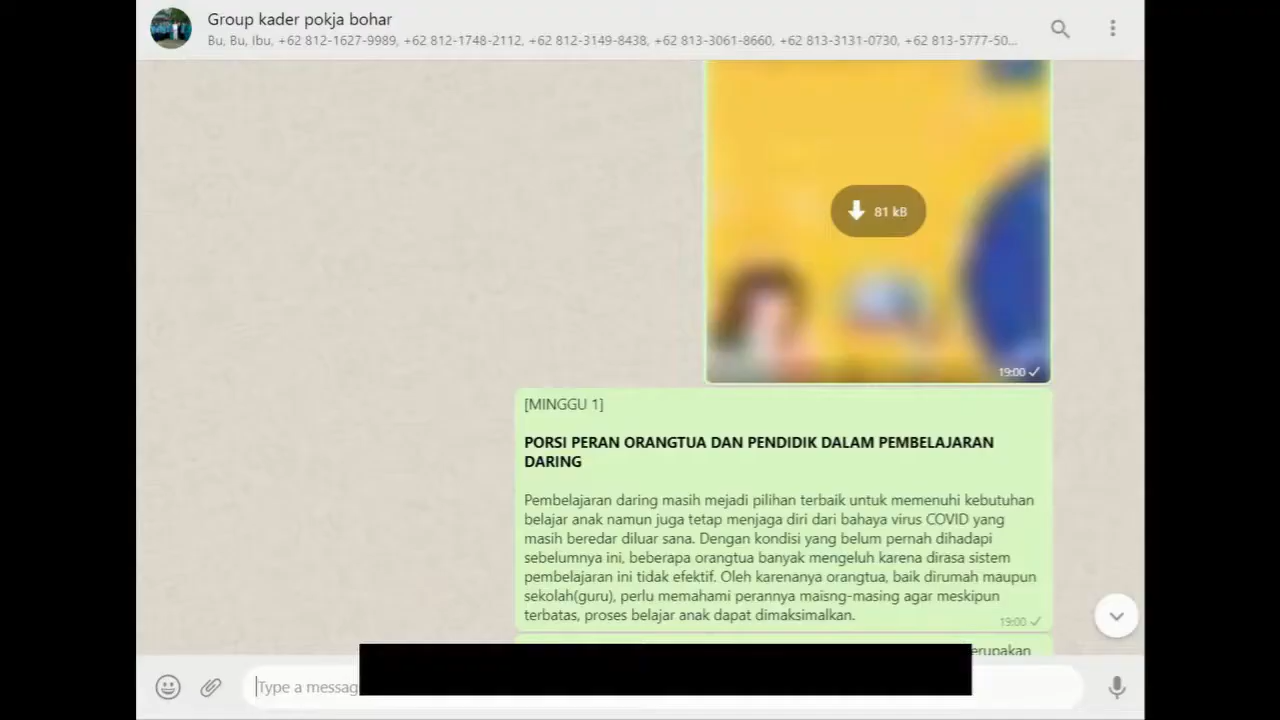 Group kader pokja bohar
Bu, Bu, Ibu, +62 812-1627-9989, +62 812-1748-2112, +62 812-3149-8438, +62 813-3061-8660, +62 813-3131-0730, +62 813-5777-50...
81 kB
19:00
[MINGGU 1]
PORSI PERAN ORANGTUA DAN PENDIDIK DALAM PEMBELAJARAN
DARING
Pembelajaran daring masih mejadi pilihan terbaik untuk memenuhi kebutuhan
belajar anak namun juga tetap menjaga diri dari bahaya virus COVID yang
masih beredar diluar sana. Dengan kondisi yang belum pernah dihadapi
sebelumnya ini, beberapa orangtua banyak mengeluh karena dirasa sistem
pembelajaran ini tidak efektif. Oleh karenanya orangtua, baik dirumah maupun
sekolah(guru), perlu memahami perannya maisng-masing agar meskipun
terbatas, proses belajar anak dapat dimaksimalkan.
19:00
erupakan
Type a messag